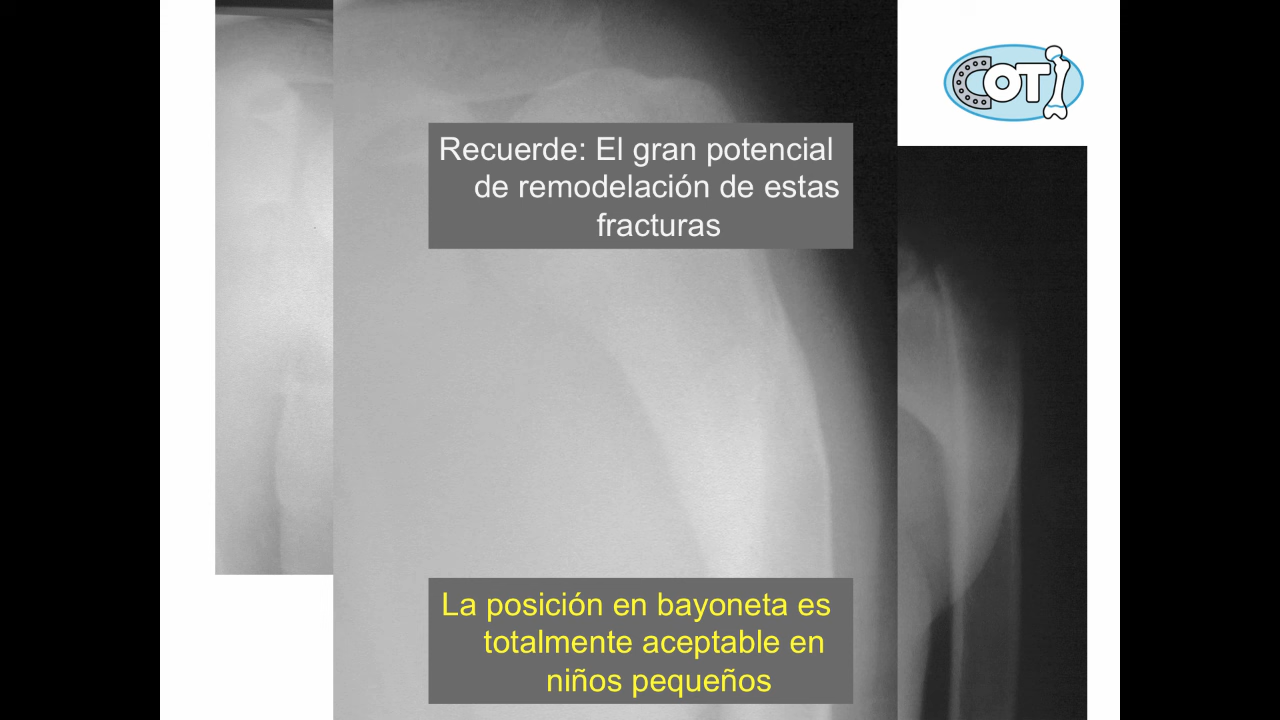 COTI
Recuerde: El gran potencial
de remodelación de estas
fracturas
La posición en bayoneta es
totalmente aceptable en
niños pequeños